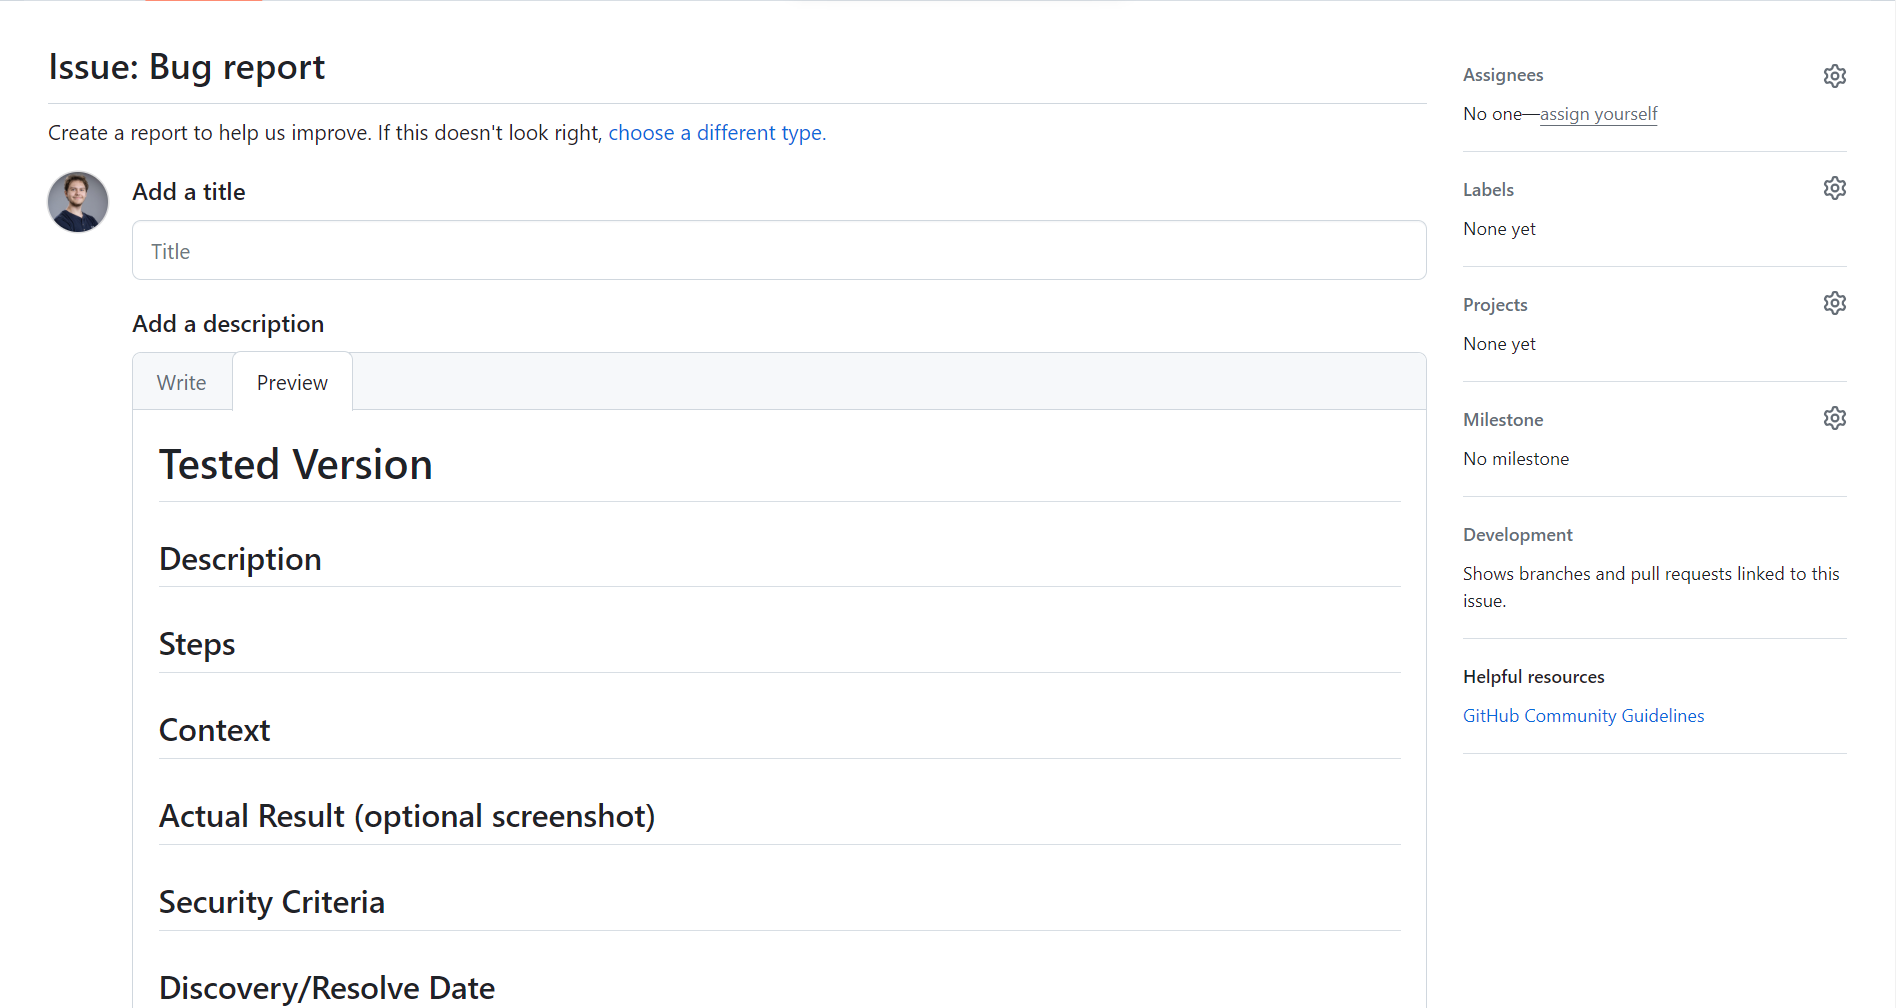 Issue: Bug report
Create a report to help us improve. If this doesn't look right, choose a different type.
Add a title
Title
Add a description
Write
Preview
Tested Version
Description
Steps
Context
Actual Result (optional screenshot)
Security Criteria
Discovery/Resolve Date
Assignees
No one—assign yourself
Labels
None yet
Projects
None yet
Milestone
No milestone
Development
Shows branches and pull requests linked to this
issue.
Helpful resources
GitHub Community Guidelines